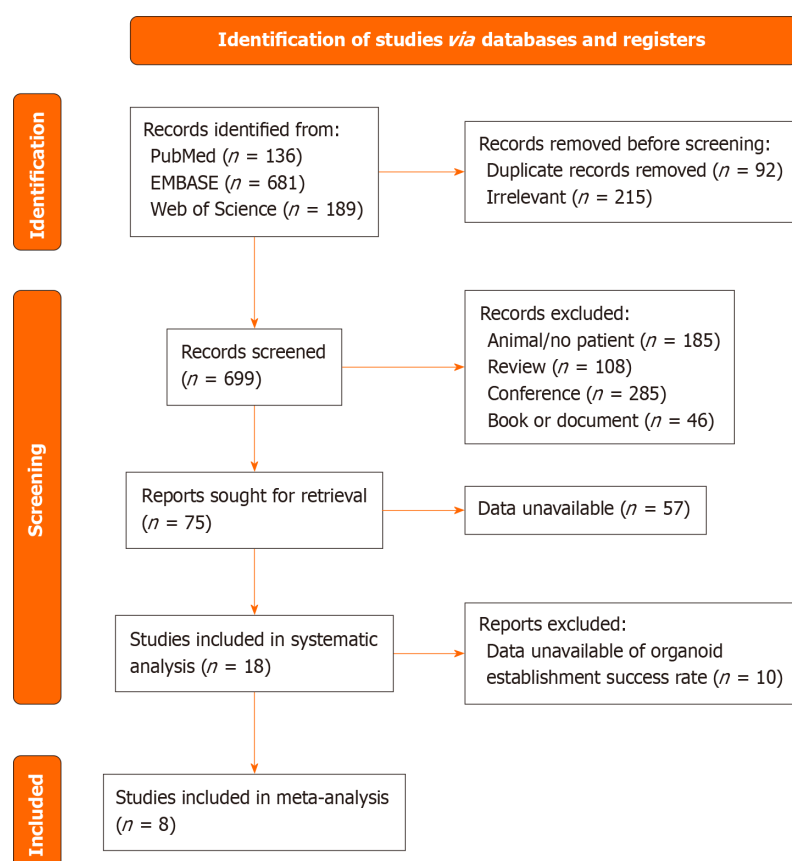 Identification of studies via databases and registers
Identification
Records identified from:
PubMed (n = 136)
EMBASE (n = 681)
Web of Science (n = 189)
Records removed before screening:
Duplicate records removed (n = 92)
Irrelevant (n = 215)
Screening
Records screened
(n = 699)
Records excluded:
Animal/no patient (n = 185)
Review (n = 108)
Conference (n = 285)
Book or document (n = 46)
Reports sought for retrieval
(n = 75)
Data unavailable (n = 57)
Studies included in systematic
analysis (n = 18)
Reports excluded:
Data unavailable of organoid
establishment success rate (n = 10)
Included
Studies included in meta-analysis
(n = 8)